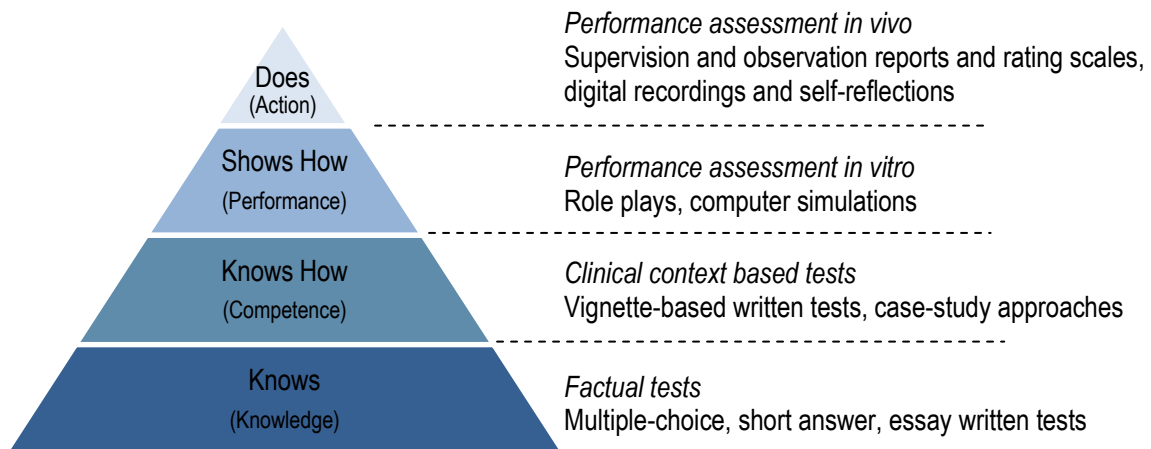 Does
(Action)
Performance assessment in vivo
Supervision and observation reports and rating scales,
digital recordings and self-reflections
Shows How
(Performance)
Performance assessment in vitro
Role plays, computer simulations
Knows How
(Competence)
Clinical context based tests
Vignette-based written tests, case-study approaches
Knows
(Knowledge)
Factual tests
Multiple-choice, short answer, essay written tests